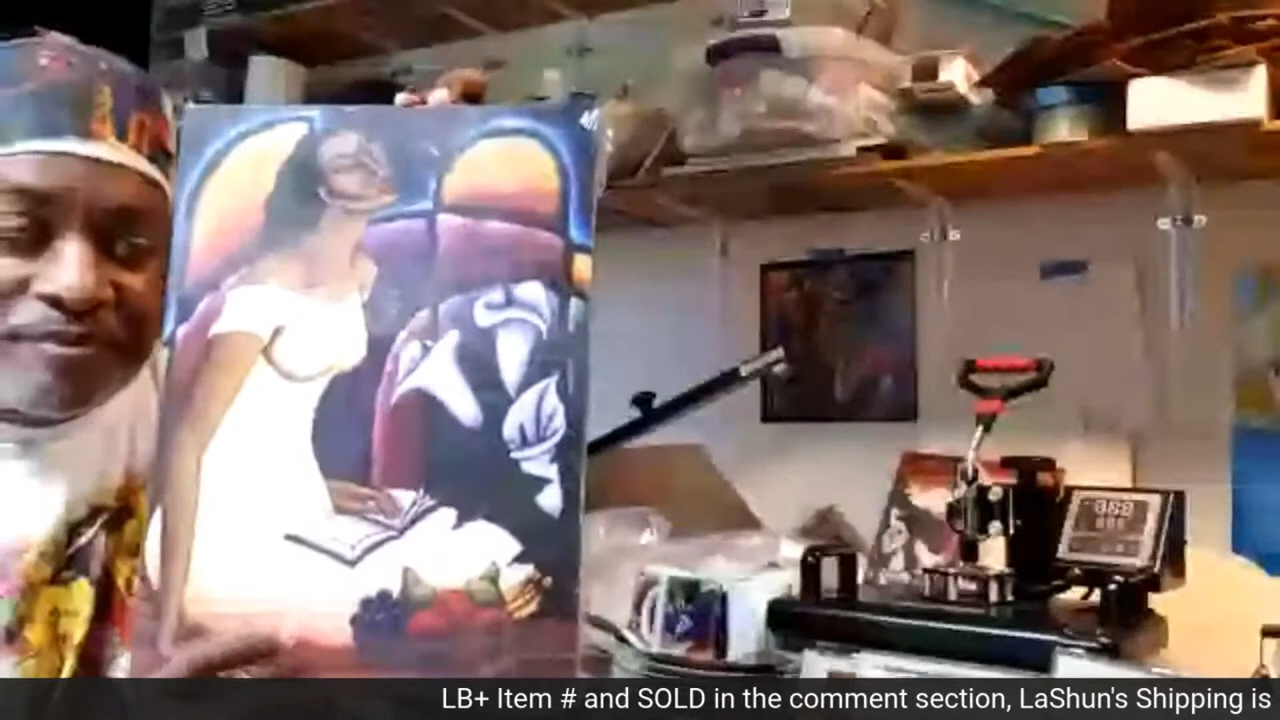 LB+ Item # and SOLD in the comment section, LaShun's Shipping is